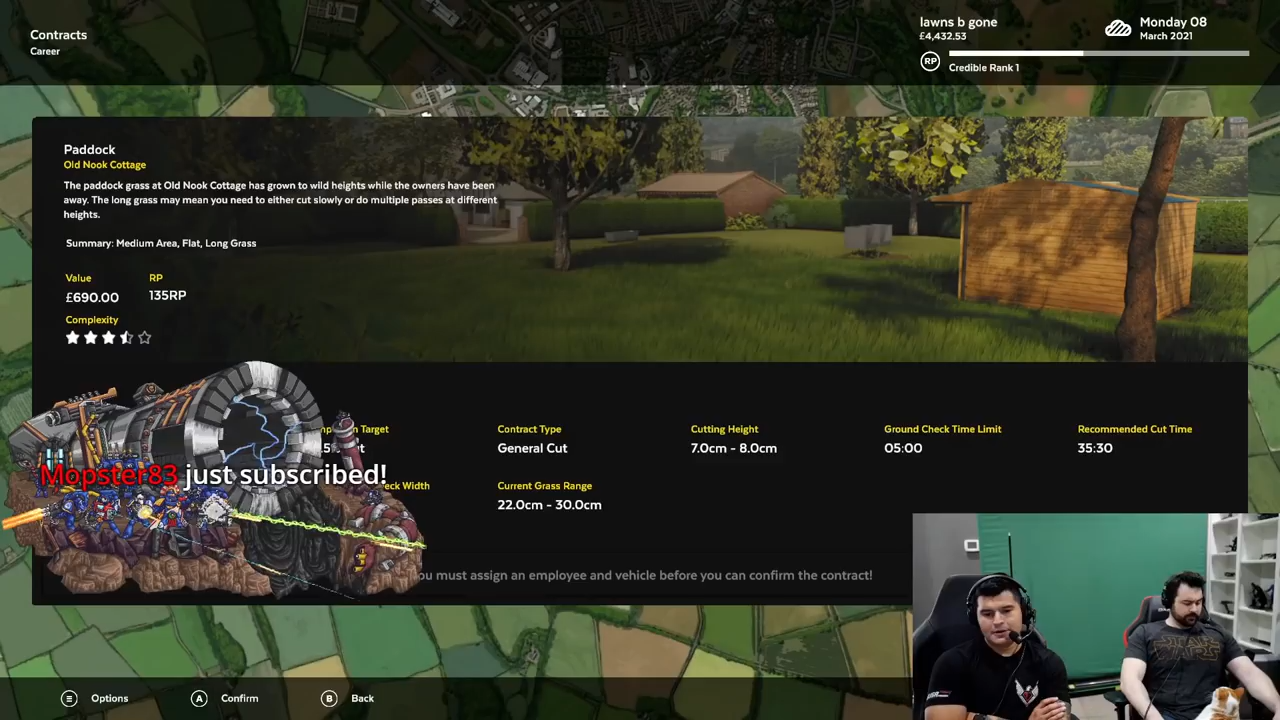 Contracts
Career
lawns b gone
£4,432.53
Monday 08
March 2021
RP
Credible Rank 1
Paddock
Old Nook Cottage
The paddock grass at Old Nook Cottage has grown to wild heights while the owners have been
away. The long grass may mean you need to either cut slowly or do multiple passes at different
heights.
Summary: Medium Area, Flat, Long Grass
Value
RP
£690.00
135RP
Complexity
Target
Contract Type
Cutting Height
Ground Check Time Limit
Recommended Cut Time
General Cut
7.0cm - 8.0cm
05:00
35:30
Mopster83 just subscribed!
Width
Current Grass Range
22.0cm - 30.0cm
must assign an employee and vehicle before you can confirm the contract!
Options
A
Confirm
B
Back